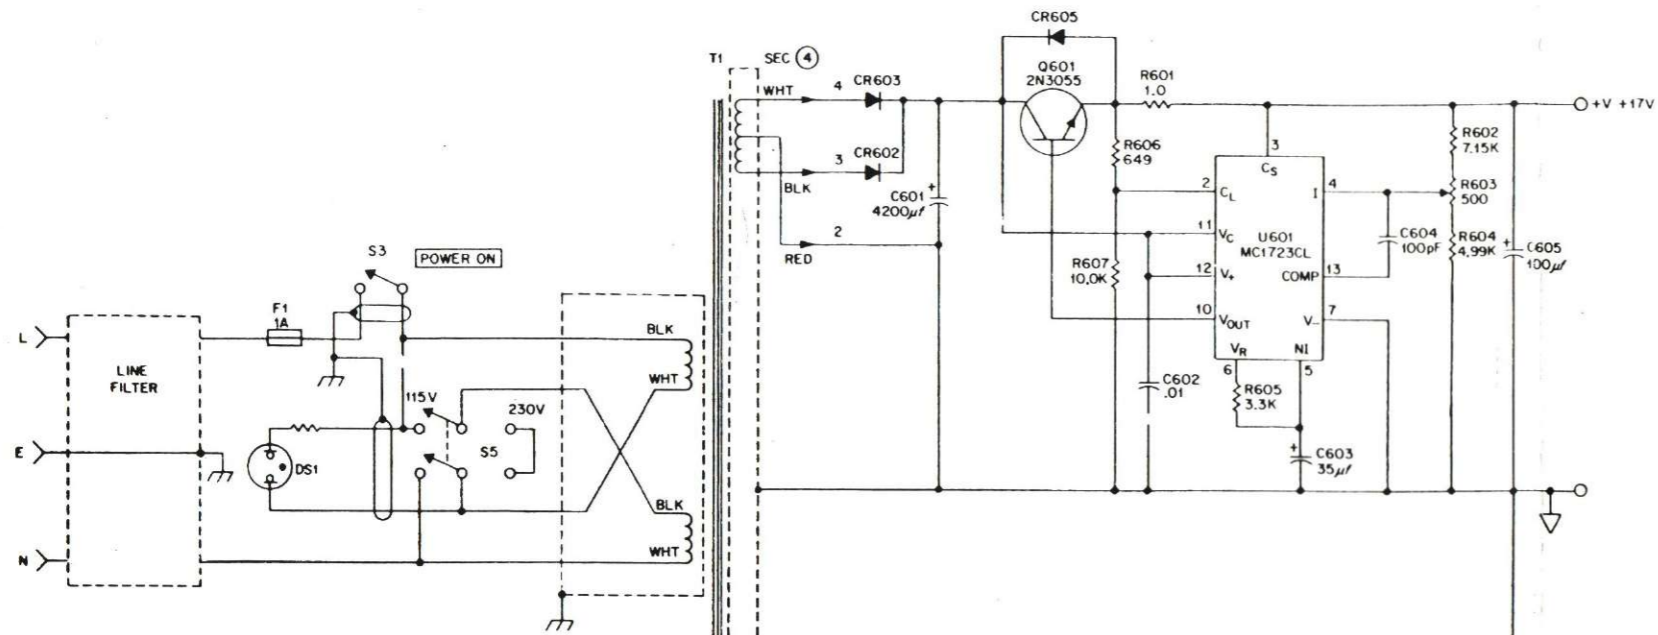 CR605
T1
SEC 4
WHT
4
CR603
Q601
2N3055
R601
1.0
+V +17V
3
CR602
BLK
C601
+
4200µf
2
RED
R606
649
R602
7.15K
R603
500
R604
4.99K
3
CS
2
CL
I
4
11
VC
U601
MC1723CL
12
V+
COMP
13
10
VOUT
V-
7
VR
NI
6
5
C604
100pF
+
C605
100µf
R607
10.0K
C602
.01
R605
3.3K
+
C603
35µf
S3
POWER ON
F1
1A
L
LINE
FILTER
E
N
DS1
115V
230V
S5
BLK
WHT
BLK
WHT